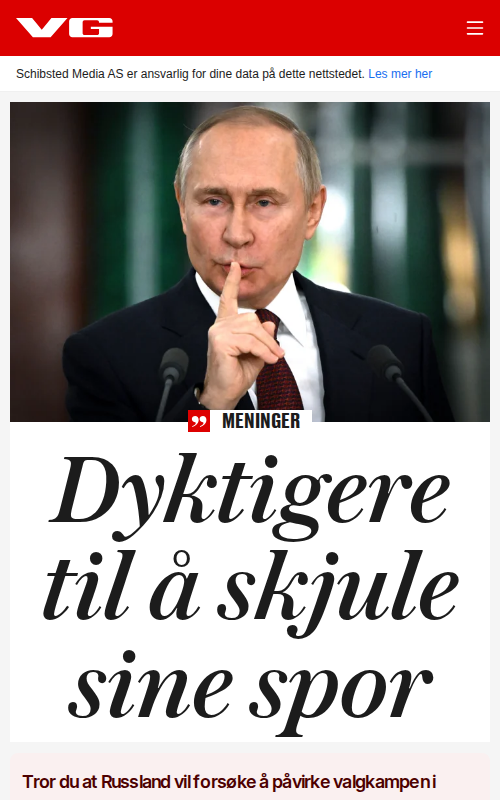 VG
Schibsted Media AS er ansvarlig for dine data på dette nettstedet. Les mer her
MENINGER
Dyktigere
til å skjule
sine spor
Tror du at Russland vil forsøke å påvirke valgkampen i